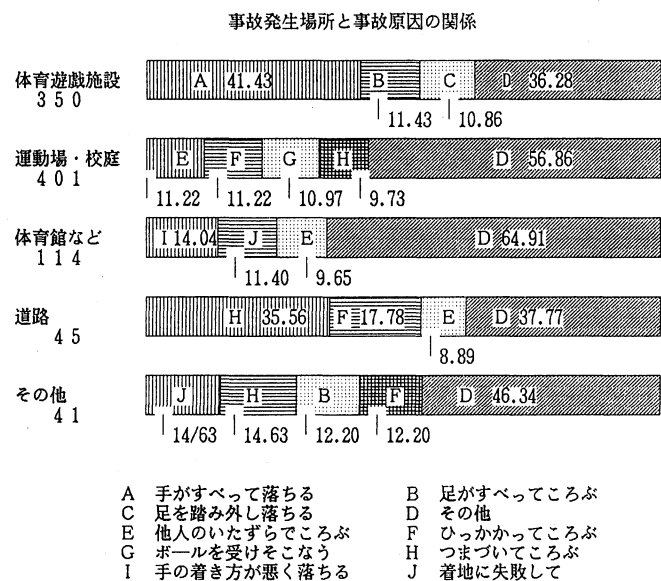 事故発生場所と事故原因の関係
体育遊戯施設
350
A 41.43 B C D 36.28
11.43 10.86
運動場・校庭
401
E F G H D 56.86
11.22 11.22 10.97 9.73
体育館など
114
I 14.04 J E D 64.91
11.40 9.65
道路
45
H 35.56 F 17.78 E D 37.77
8.89
その他
41
J H B F D 46.34
14/63 14.63 12.20 12.20
A 手がすべって落ちる B 足がすべってころぶ
C 足を踏み外し落ちる D その他
E 他人のいたずらでころぶ F ひっかかってころぶ
G ボールを受けそこなう H つまづいてころぶ
I 手の着き方が悪く落ちる J 着地に失敗して